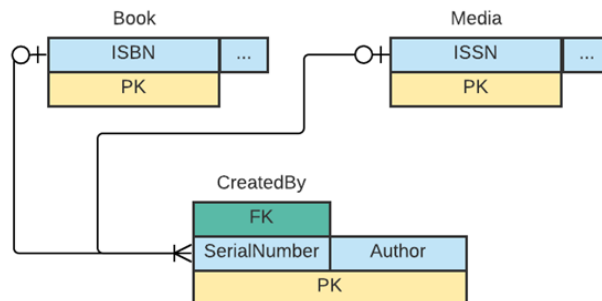 Book
Media
ISBN ...
ISSN ...
PK
PK
CreatedBy
FK
SerialNumber Author
PK